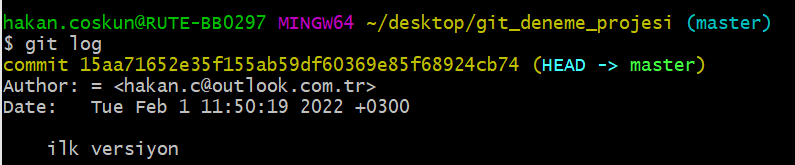 hakan.coskun@RUTE-BB0297 MINGW64 ~/desktop/git_deneme_projesi (master)
$ git log
commit 15aa71652e35f155ab59df60369e85f68924cb74 (HEAD -> master)
Author: = <hakan.c@outlook.com.tr>
Date:   Tue Feb 1 11:50:19 2022 +0300

    ilk versiyon